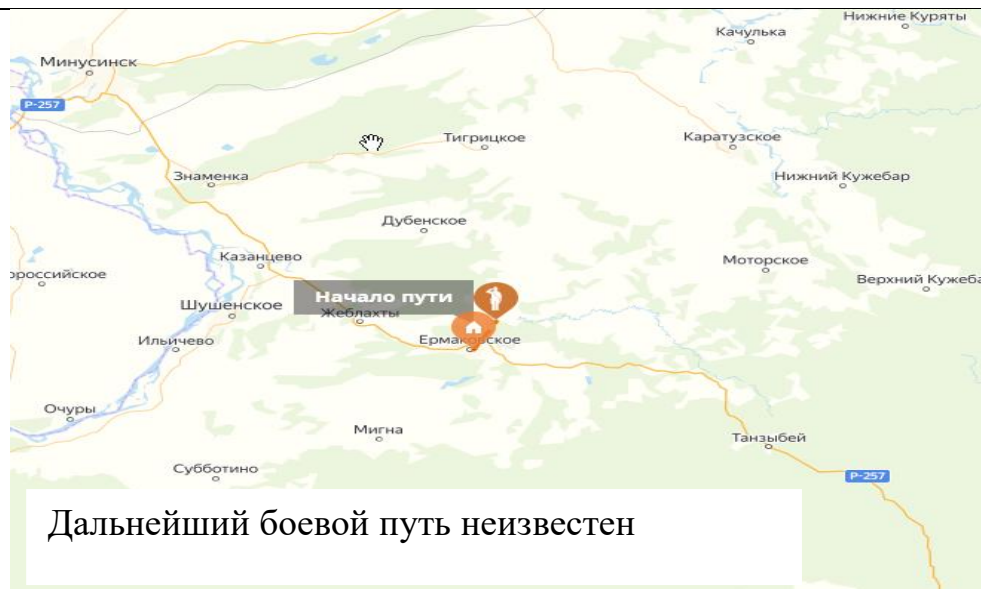 Нижние Куряты
Качулька
Минусинск
Р-257
Тигрицкое
Каратузское
Знаменка
Нижний Кужебар
Дубенское
Казанцево
Моторское
ороссийское
Верхний Кужеба
Начало пути
Шушенское
Жеблахты
Ильичево
Ермаковское
Очуры
Мигна
Танзыбей
Субботино
Р-257
Дальнейший боевой путь неизвестен